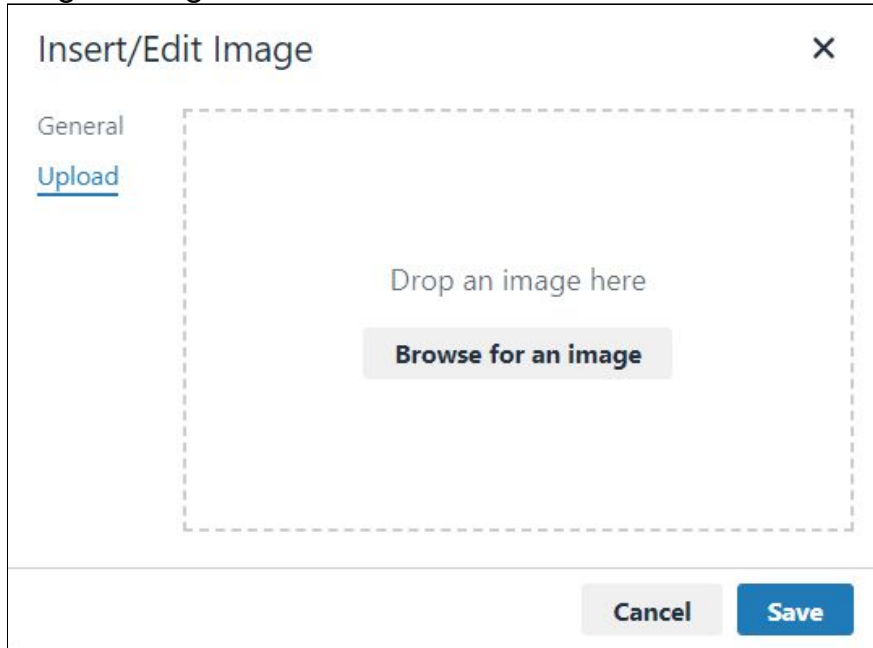 Insert/Edit Image
General
Upload
Drop an image here
Browse for an image
Cancel Save